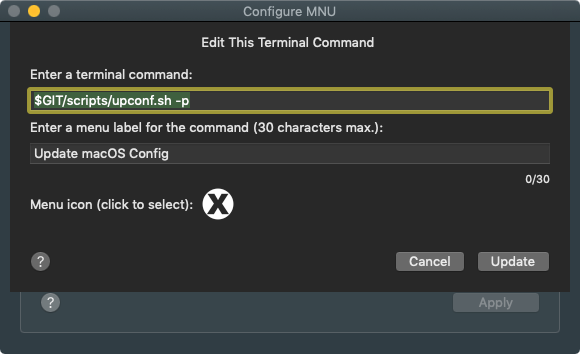 Configure MNU
Edit This Terminal Command
Enter a terminal command:
$GIT/scripts/upconf.sh -p
Enter a menu label for the command (30 characters max.):
Update macOS Config
0/30
Menu icon (click to select): X
? Cancel Update
? Apply